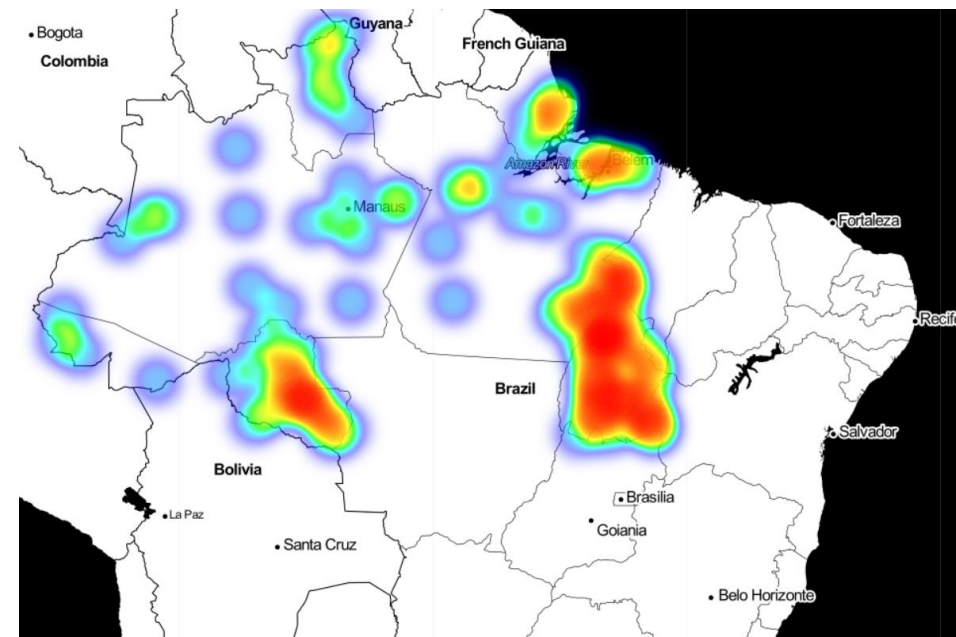 Guyana
Bogota
French Guiana
Colombia
Amazon River
Belem
Manaus
Fortaleza
Recife
Brazil
Salvador
Bolivia
Brasilia
La Paz
Goiania
Santa Cruz
Belo Horizonte